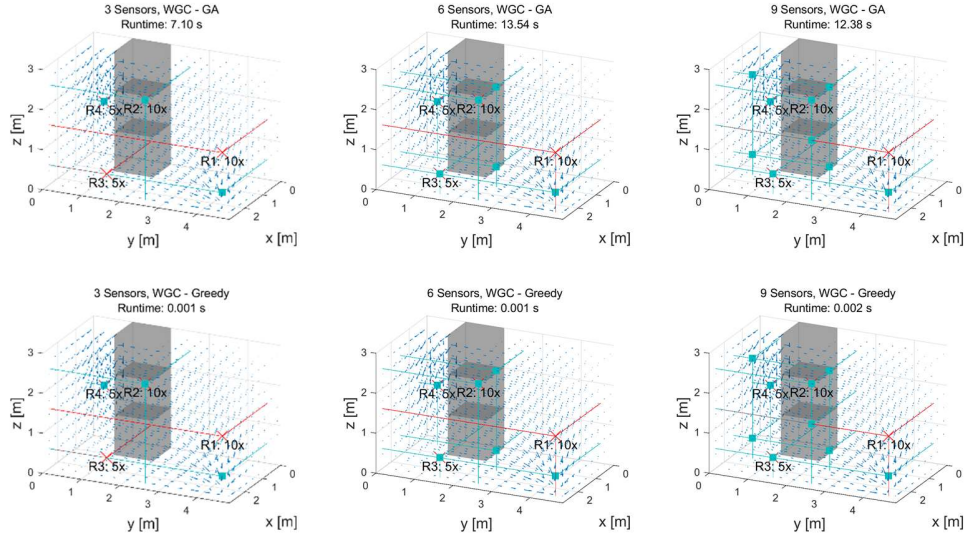 3 Sensors, WGC - GA
Runtime: 7.10 s
3
2
1
0
z [m]
R4: 5x
R2: 10x
R1: 10x
R3: 5x
0
1
2
3
4
y [m]
2
1
0
x [m]
6 Sensors, WGC - GA
Runtime: 13.54 s
3
2
1
0
z [m]
R4: 5x
R2: 10x
R1: 10x
R3: 5x
0
1
2
3
4
y [m]
2
1
0
x [m]
9 Sensors, WGC - GA
Runtime: 12.38 s
3
2
1
0
z [m]
R4: 5x
R2: 10x
R1: 10x
R3: 5x
0
1
2
3
4
y [m]
2
1
0
x [m]
3 Sensors, WGC - Greedy
Runtime: 0.001 s
3
2
1
0
z [m]
R4: 5x
R2: 10x
R1: 10x
R3: 5x
0
1
2
3
4
y [m]
2
1
0
x [m]
6 Sensors, WGC - Greedy
Runtime: 0.001 s
3
2
1
0
z [m]
R4: 5x
R2: 10x
R1: 10x
R3: 5x
0
1
2
3
4
y [m]
2
1
0
x [m]
9 Sensors, WGC - Greedy
Runtime: 0.002 s
3
2
1
0
z [m]
R4: 5x
R2: 10x
R1: 10x
R3: 5x
0
1
2
3
4
y [m]
2
1
0
x [m]